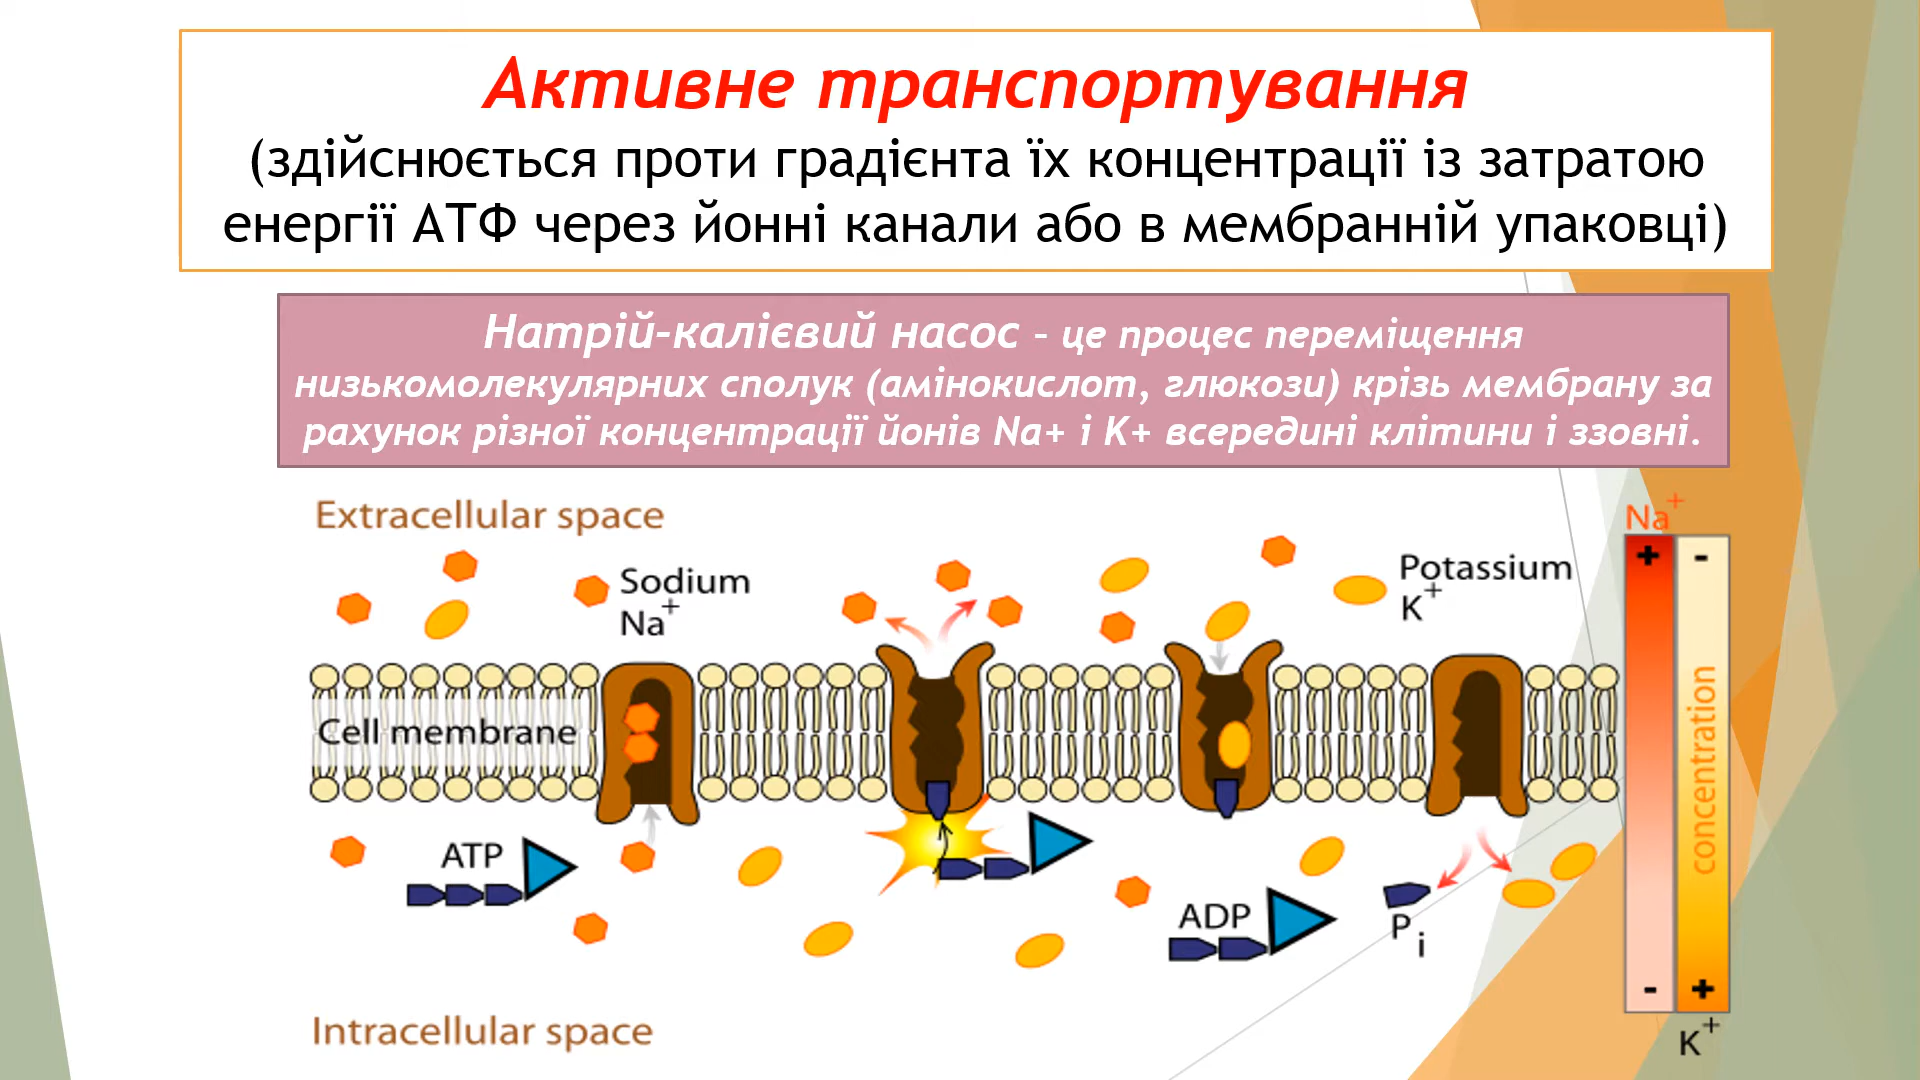 Активне транспортування
(здійснюється проти градієнта їх концентрації із затратою
енергії АТФ через йонні канали або в мембранній упаковці)
Натрій-калієвий насос – це процес переміщення
низькомолекулярних сполук (амінокислот, глюкози) крізь мембрану за
рахунок різної концентрації йонів Na+ і K+ всередині клітини і ззовні.
Extracellular space
Sodium
Na+
Potassium
K+
Na+
+ -
Cell membrane
concentration
ATP
ADP
Pi
- +
K+
Intracellular space